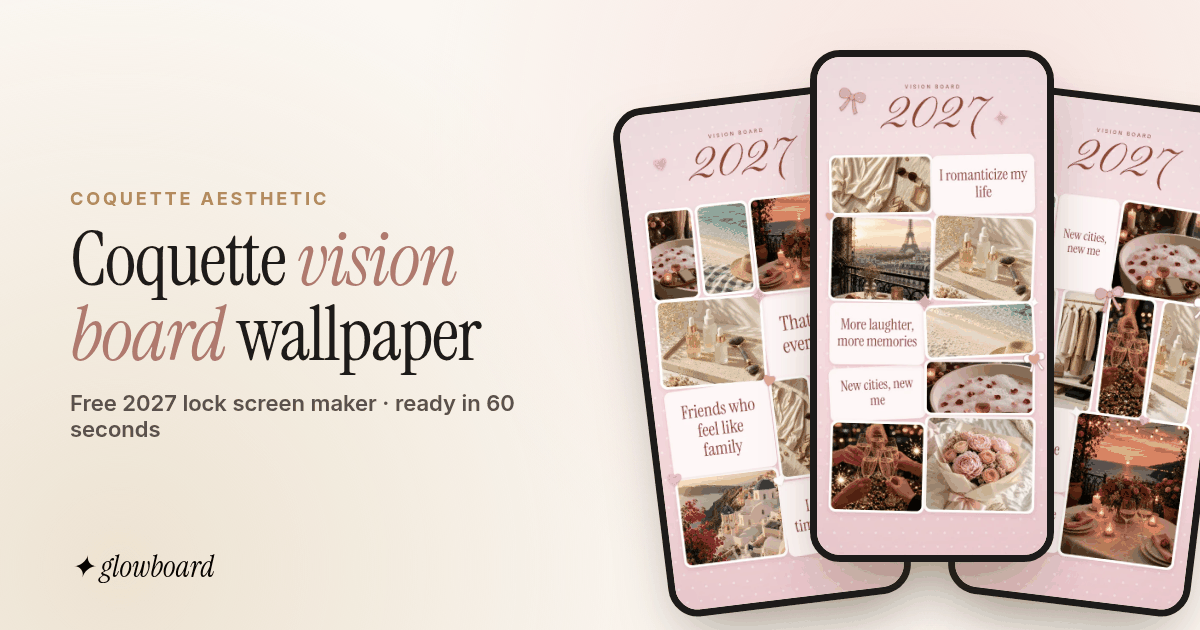 COQUETTE AESTHETIC
Coquette vision
board wallpaper
Free 2027 lock screen maker · ready in 60
seconds
✦ glowboard
VISION BOARD
2027
That
Friends who
feel like
family
VISION BOARD
2027
I romanticize my
life
More laughter,
more memories
New cities, new
me
VISION BOARD
2027
New cities,
new me